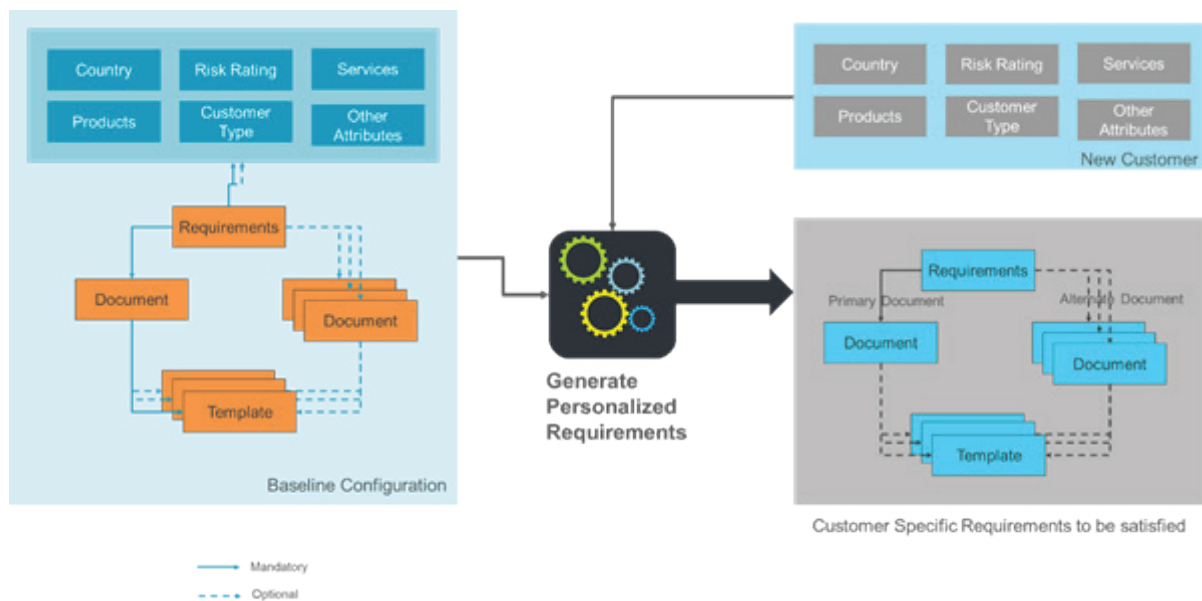 Country
Risk Rating
Services
Products
Customer
Type
Other
Attributes
Requirements
Document
Document
Template
Baseline Configuration
Generate
Personalized
Requirements
Country
Risk Rating
Services
Products
Customer
Type
Other
Attributes
New Customer
Requirements
Primary Document
Alternate Document
Document
Document
Template
Customer Specific Requirements to be satisfied
Mandatory
Optional